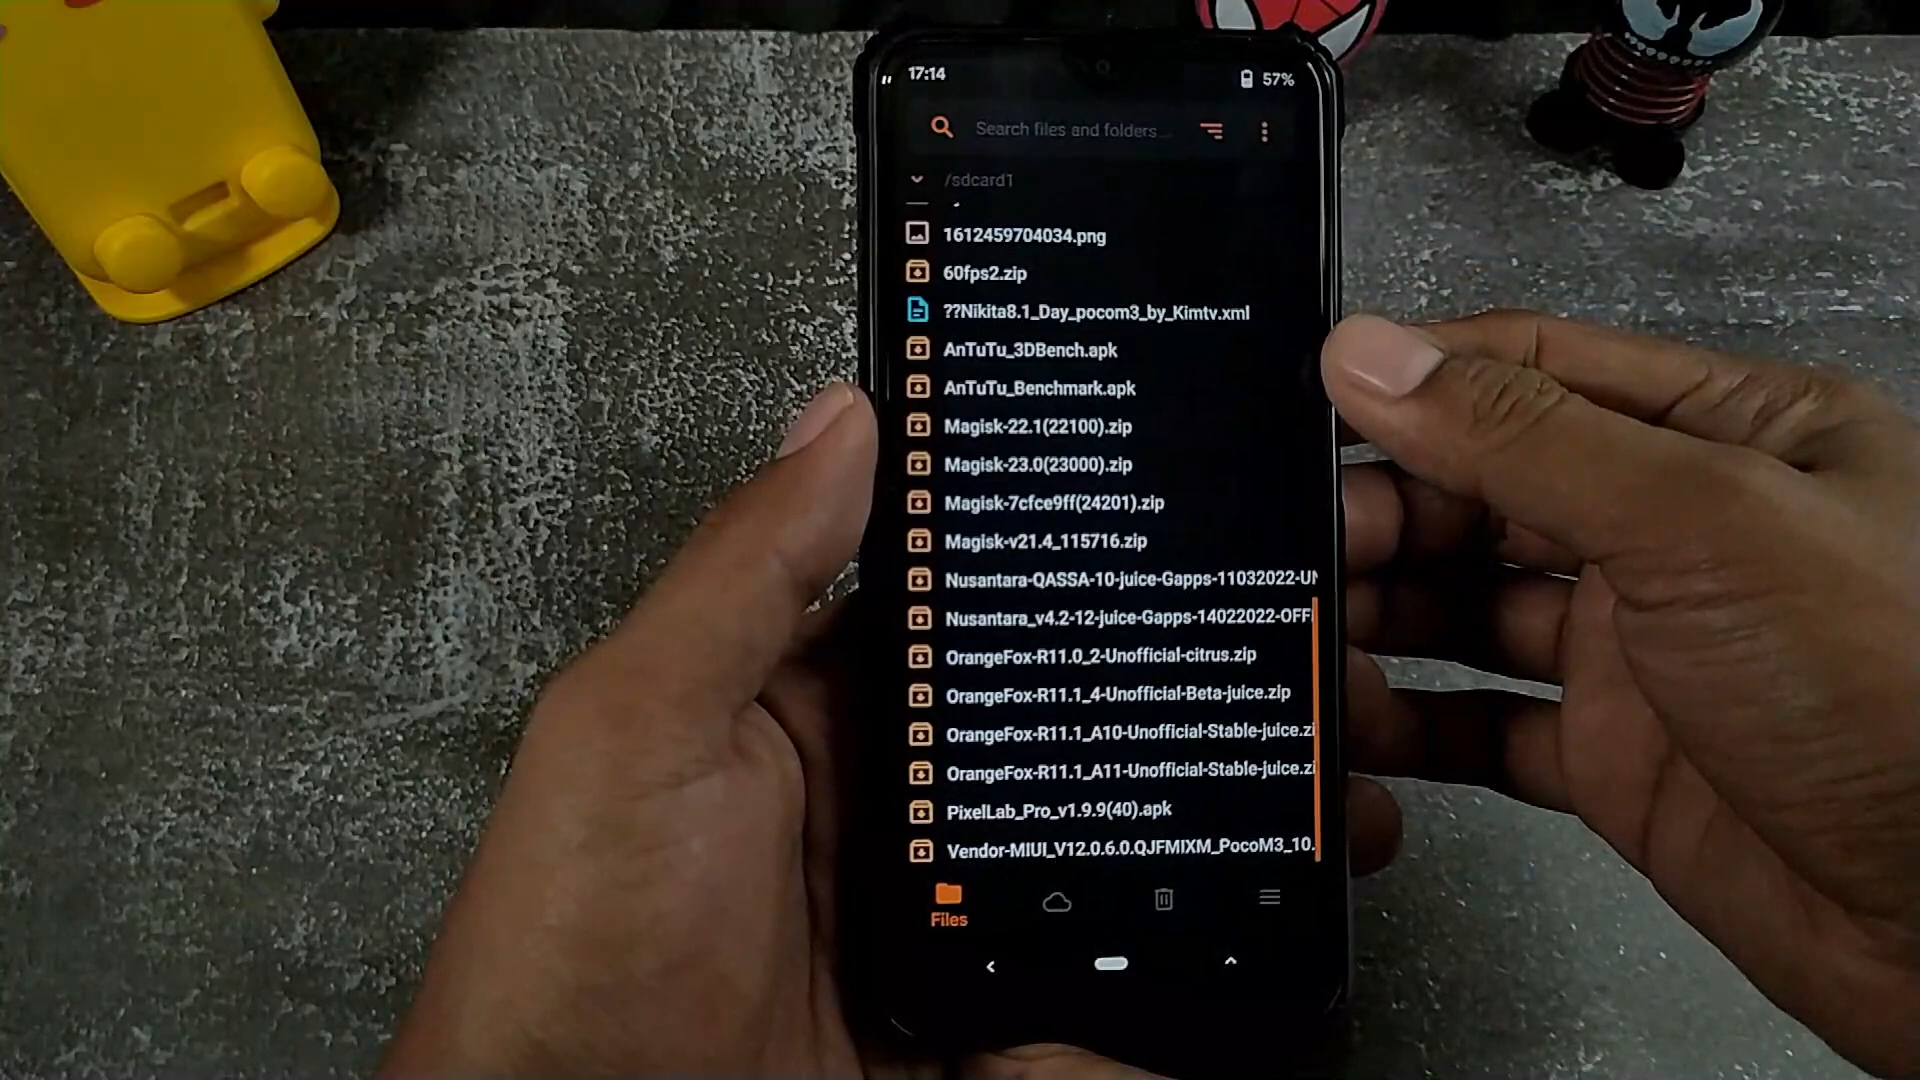 17:14
57%
Search files and folders...
/sdcard1
1612459704034.png
60fps2.zip
??Nikita8.1_Day_pocom3_by_Kimtv.xml
AnTuTu_3DBench.apk
AnTuTu_Benchmark.apk
Magisk-22.1(22100).zip
Magisk-23.0(23000).zip
Magisk-7cfce9ff(24201).zip
Magisk-v21.4_115716.zip
Nusantara-QASSA-10-juice-Gapps-11032022-UN
Nusantara_v4.2-12-juice-Gapps-14022022-OFFI
OrangeFox-R11.0_2-Unofficial-citrus.zip
OrangeFox-R11.1_4-Unofficial-Beta-juice.zip
OrangeFox-R11.1_A10-Unofficial-Stable-juice.zi
OrangeFox-R11.1_A11-Unofficial-Stable-juice.zi
PixelLab_Pro_v1.9.9(40).apk
Vendor-MIUI_V12.0.6.0.QJFMIXM_PocoM3_10.
Files